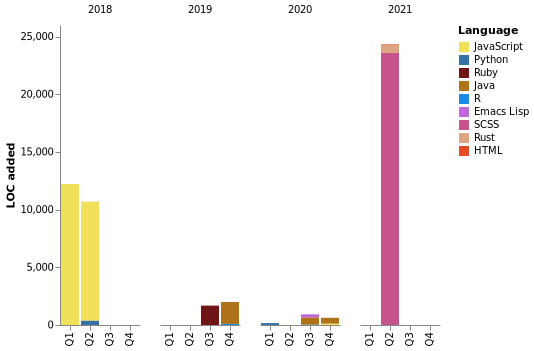 2018 2019 2020 2021
Language
JavaScript
Python
Ruby
Java
R
Emacs Lisp
SCSS
Rust
HTML
LOC added
25,000
20,000
15,000
10,000
5,000
0
Q1 Q2 Q3 Q4 Q1 Q2 Q3 Q4 Q1 Q2 Q3 Q4 Q1 Q2 Q3 Q4